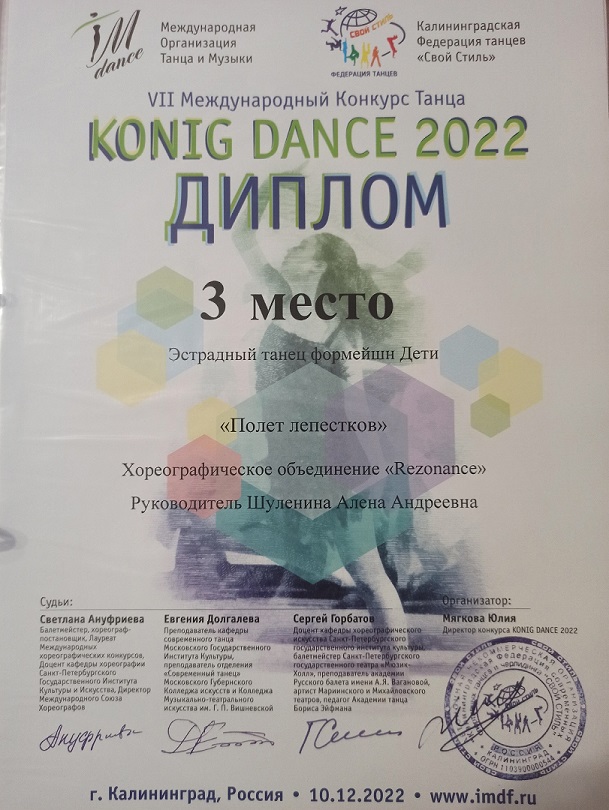 iM
dance
Международная
Организация
Танца и Музыки
СВОЙ СТИЛЬ
ФЕДЕРАЦИЯ ТАНЦЕВ
Калининградская
Федерация танцев
«Свой Стиль»
VII Международный Конкурс Танца
KONIG DANCE 2022
ДИПЛОМ
3 место
Эстрадный танец формейшн Дети
«Полет лепестков»
Хореографическое объединение «Rezonance»
Руководитель Шуленина Алена Андреевна
Судьи:
Светлана Ануфриева
Балетмейстер, хореограф-
постановщик, Лауреат
Международных
хореографических конкурсов,
Доцент кафедры хореографии
Санкт-Петербургского
Государственного Института
Культуры и Искусства, Директор
Международного Союза
Хореографов
Евгения Долгалева
Преподаватель кафедры
современного танца
Московского Государственного
Института Культуры,
преподаватель отделения
«Современный танец»
Московского Губернского
Колледжа искусств и Колледжа
Музыкально-театрального
искусства им. Г. П. Вишневской
Сергей Горбатов
Доцент кафедры хореографического
искусства Санкт-Петербургского
государственного института культуры,
балетмейстер Санкт-Петербургского
государственного театра «Мюзик-
Холл», преподаватель академии
Русского балета имени А.Я. Вагановой,
артист Мариинского и Михайловского
театров, педагог Академии танца
Бориса Эйфмана
Организатор:
Мягкова Юлия
Директор конкурса KONIG DANCE 2022
СВОЙ СТИЛЬ
РОССИЯ
КАЛИНИНГРАД
г. Калининград, Россия • 10.12.2022 • www.imdf.ru